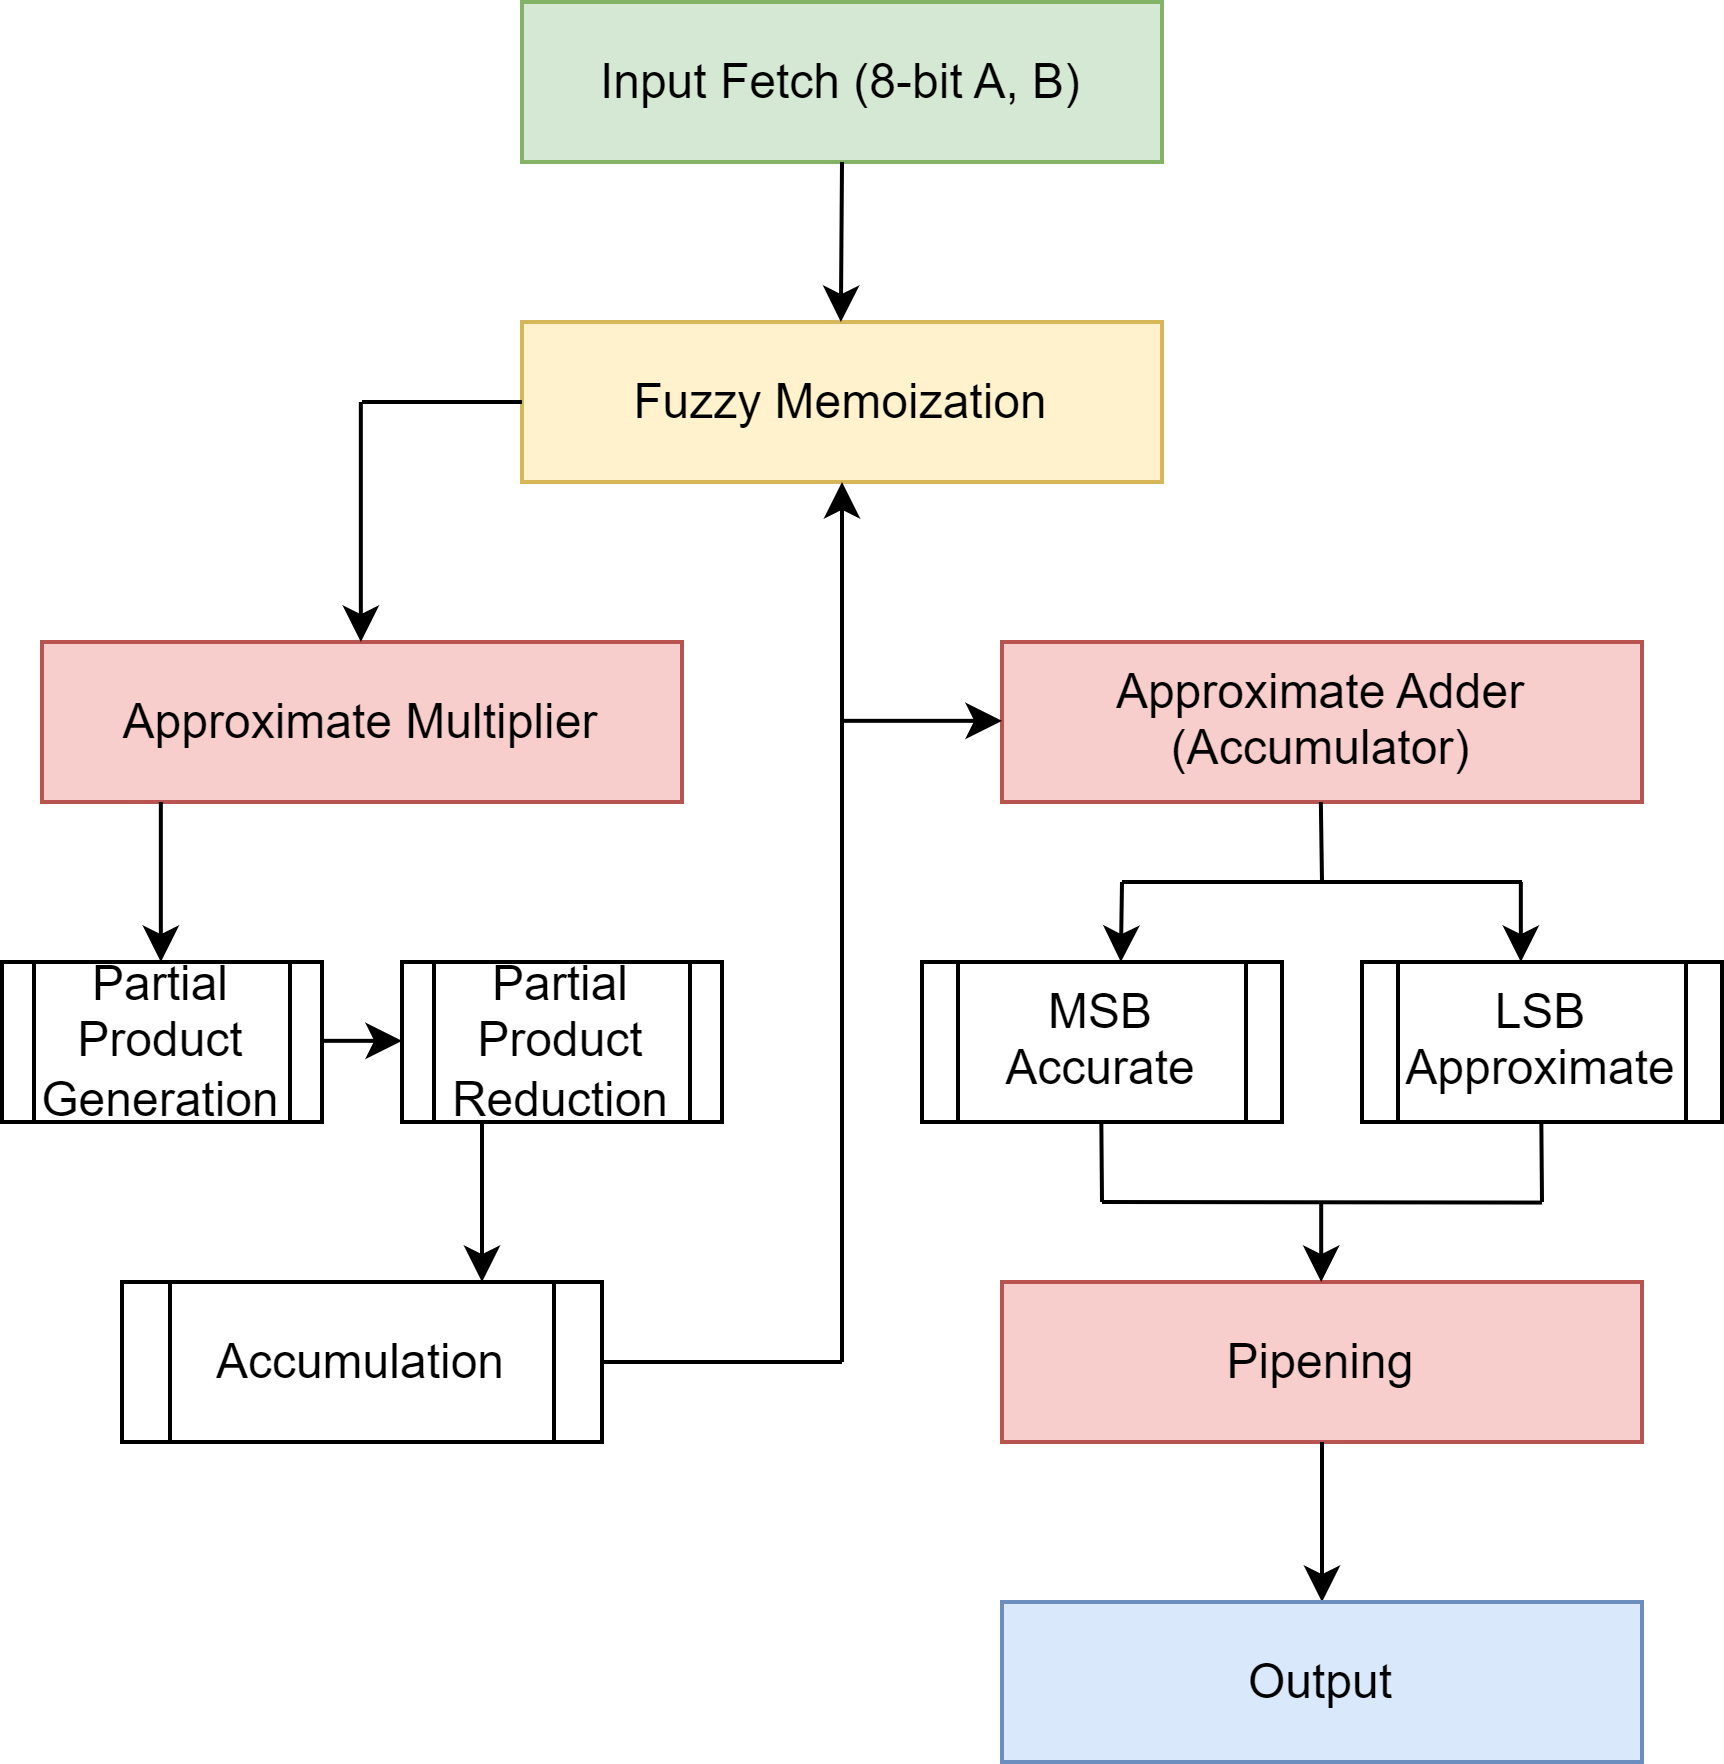 Input Fetch (8-bit A, B)
Fuzzy Memoization
Approximate Multiplier
Approximate Adder
(Accumulator)
Partial
Product
Generation
Partial
Product
Reduction
MSB
Accurate
LSB
Approximate
Accumulation
Pipening
Output